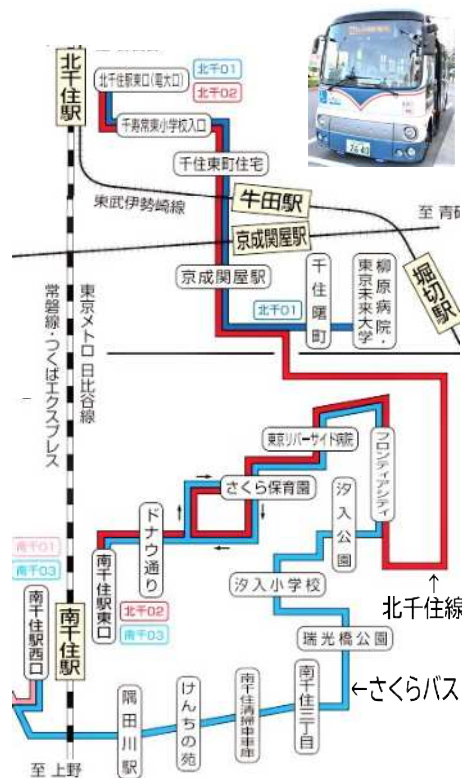 北千住駅
北千住駅東口(電大口)
北千01
北千02
千寿常東小学校入口
千住東町住宅
東武伊勢崎線
牛田駅
至 青砥
京成関屋駅
京成関屋駅
堀切駅
北千01
千住曙町
柳原病院・東京未来大学
東京メトロ 日比谷線
常磐線・つくばエクスプレス
東京リバーサイド病院
フロンティアシティ
さくら保育園
汐入公園
ドナウ通り
南千01
南千03
南千住駅東口
北千02
南千03
汐入小学校
北千住線
南千住駅西口
南千住駅
瑞光橋公園
←さくらバス
南千住三丁目
南千住清掃車車庫
けんちの苑
隅田川駅
至 上野
2640